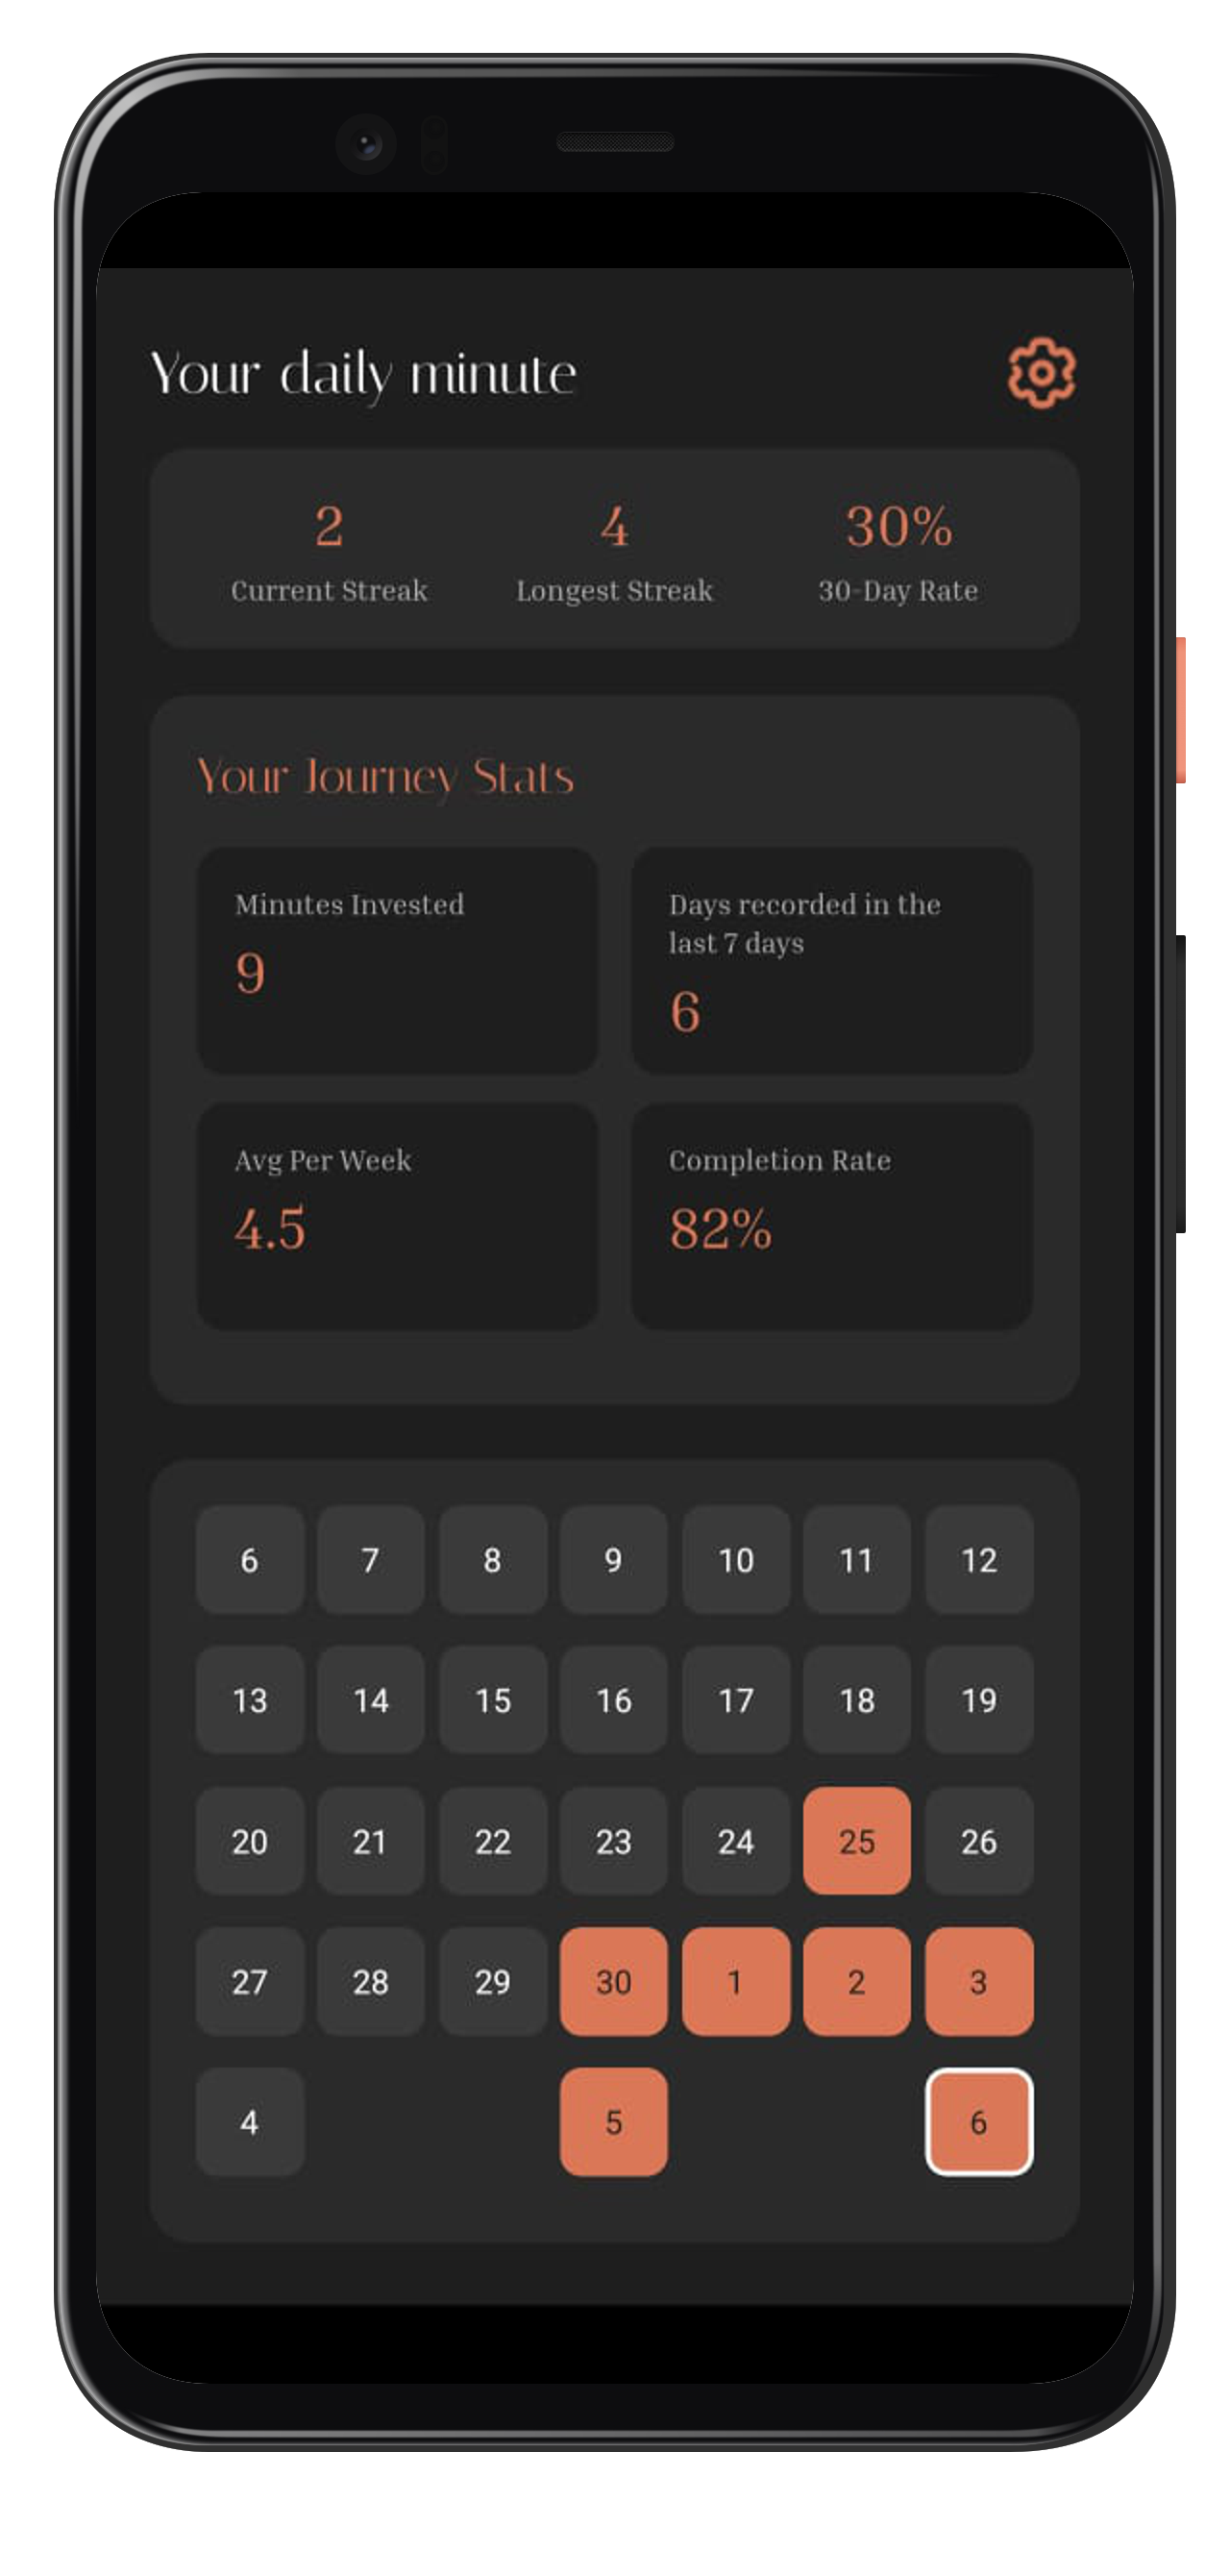 Your daily minute
2 4 30%
Current Streak Longest Streak 30-Day Rate
Your Journey Stats
Minutes Invested
9
Days recorded in the
last 7 days
6
Avg Per Week
4.5
Completion Rate
82%
6 7 8 9 10 11 12
13 14 15 16 17 18 19
20 21 22 23 24 25 26
27 28 29 30 1 2 3
4 5 6